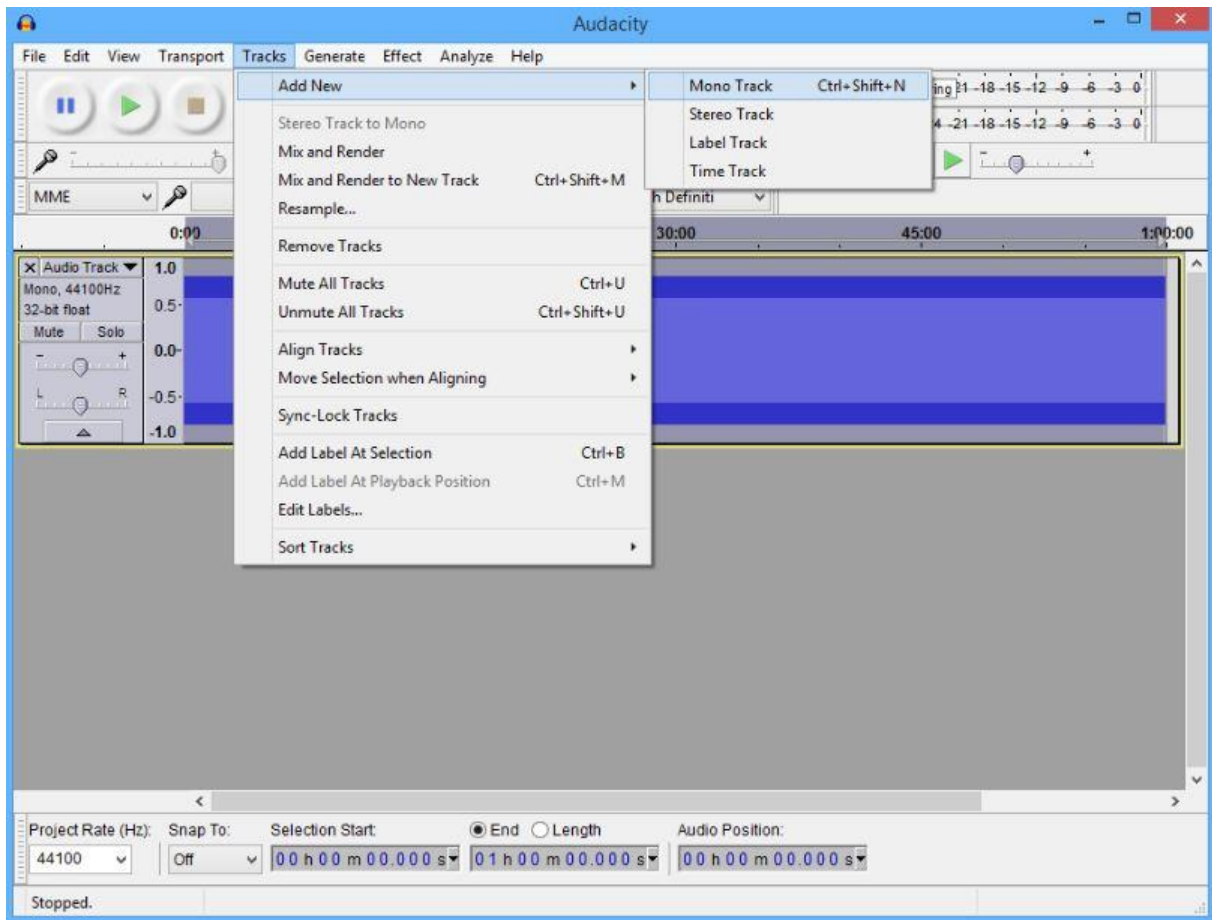 Audacity
File Edit View Transport Tracks Generate Effect Analyze Help
Add New
Mono Track Ctrl+Shift+N
Stereo Track
Label Track
Time Track
-18 -15 -12 -9 -6 -3 0
-21 -18 -15 -12 -9 -6 -3 0
Stereo Track to Mono
Mix and Render
Mix and Render to New Track Ctrl+Shift+M
Resample...
Remove Tracks
Mute All Tracks Ctrl+U
Unmute All Tracks Ctrl+Shift+U
Align Tracks
Move Selection when Aligning
Sync-Lock Tracks
Add Label At Selection Ctrl+B
Add Label At Playback Position Ctrl+M
Edit Labels...
Sort Tracks
MME
h Definiti
0:00 30:00 45:00 1:00:00
X Audio Track 1.0
Mono, 44100Hz
32-bit float 0.5
Mute Solo
- + 0.0
L R -0.5
-1.0
Project Rate (Hz): Snap To: Selection Start: End Length Audio Position:
44100 Off 00 h 00 m 00.000 s 01 h 00 m 00.000 s 00 h 00 m 00.000 s
Stopped.